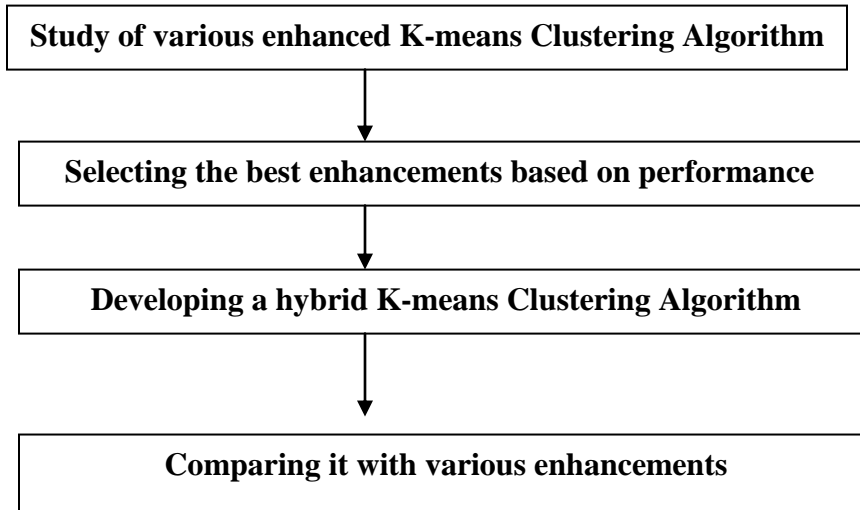 Study of various enhanced K-means Clustering Algorithm
Selecting the best enhancements based on performance
Developing a hybrid K-means Clustering Algorithm
Comparing it with various enhancements